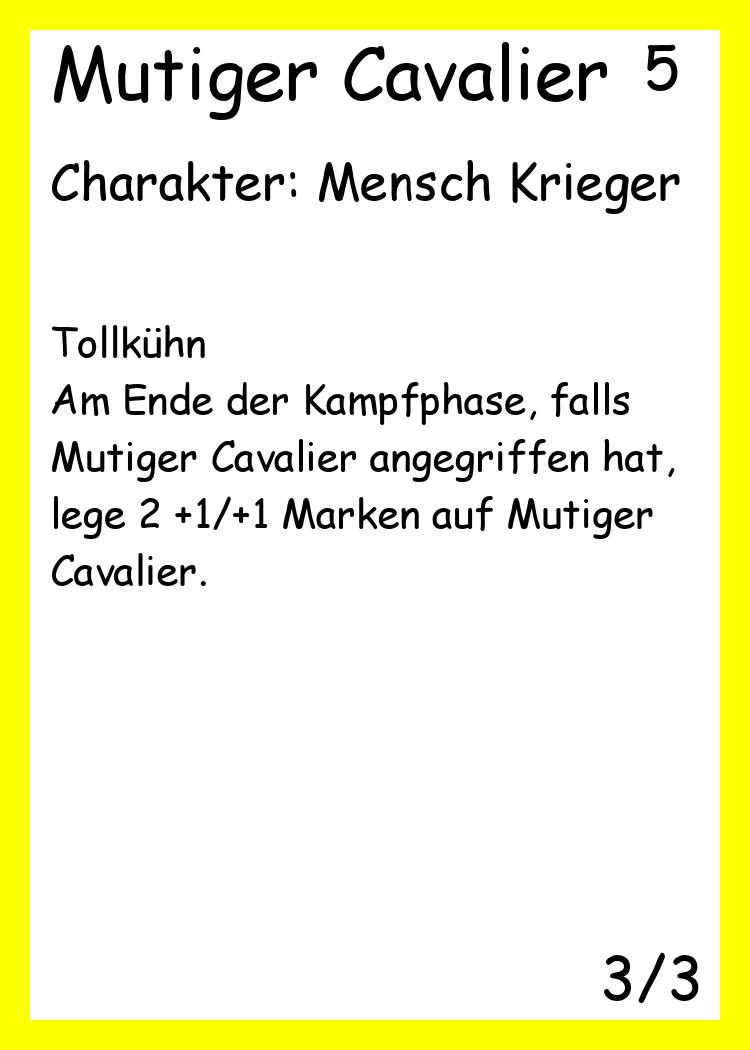 Mutiger Cavalier 5
Charakter: Mensch Krieger
Tollkühn
Am Ende der Kampfphase, falls
Mutiger Cavalier angegriffen hat,
lege 2 +1/+1 Marken auf Mutiger
Cavalier.
3/3